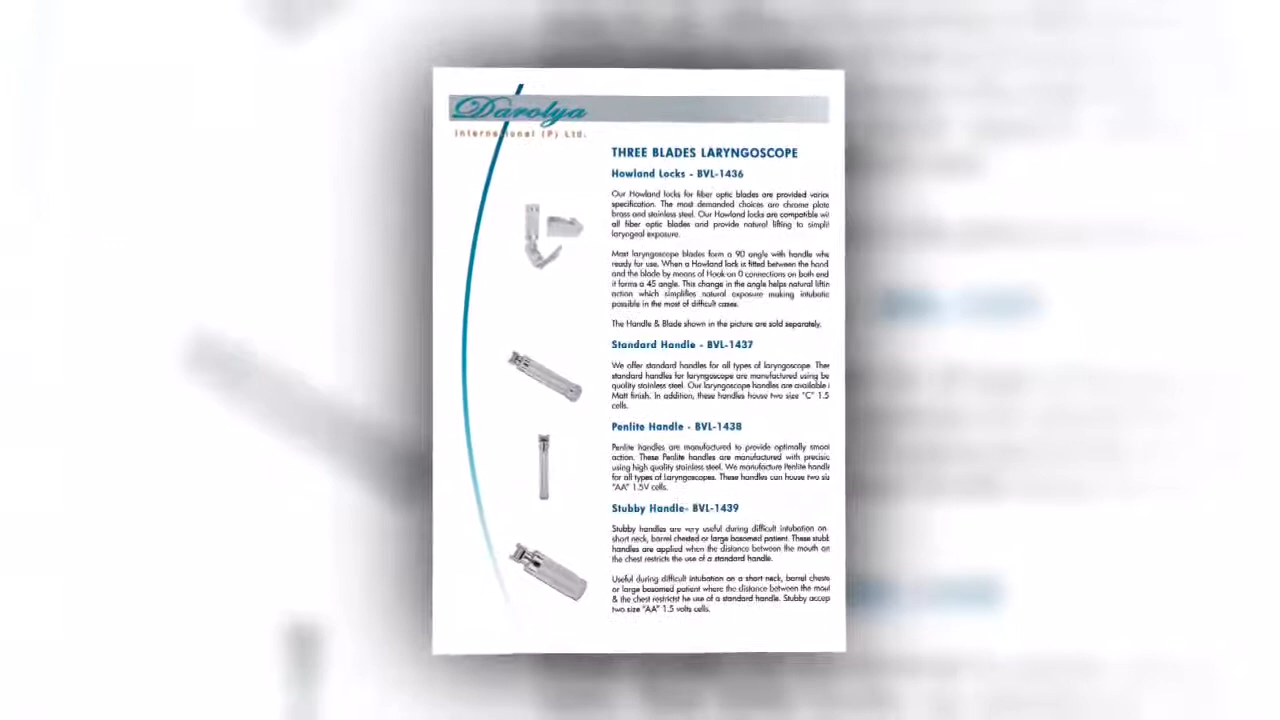 Darolya
International (P) Ltd.
THREE BLADES LARYNGOSCOPE
Howland Locks - BVL-1436
Our Howland locks for fiber optic blades are provided
specification. The most demanded choices are chrome plate
brass and stainless steel. Our Howland locks are compatible
all fiber optic blades and provide natural lifting to
laryogeal exposure.
Most laryngoscope blades form a 90 angle with handle
ready for use. When a Howland lock is fitted between the hand
and the blade by means of Hook-on 0 connections on both end
it forms a 45 angle. This change in the angle helps natural
action which simplifies natural exposure making
possible in the most of difficult cases.
The Handle & Blade shown in the picture are sold separately.
Standard Handle - BVL-1437
We offer standard handles for all types of laryngoscope.
standard handles for laryngoscope are manufactured using be
quality stainless steel. Our laryngoscope handles are available i
Matt finish. In addition, these handles house two size "C" 1.5
cells.
Penlite Handle - BVL-1438
Penlite handles are manufactured to provide optimally smoo
action. These Penlite handles are manufactured with
using high quality stainless steel. We manufacture Penlite handle
for all types of Laryngoscopes. These handles can house two
"AA" 1.5V cells.
Stubby Handle- BVL-1439
Stubby handles are very useful during difficult intubation on
short neck, barrel chested or large bosomed patient. These
handles are applied when the distance between the mouth an
the chest restricts the use of a standard handle.
Useful during difficult intubation on a short neck, barrel cheste
or large bosomed patient where the distance between the
& the chest restrictst he use of a standard handle. Stubby accep
two size "AA" 1.5 volts cells.